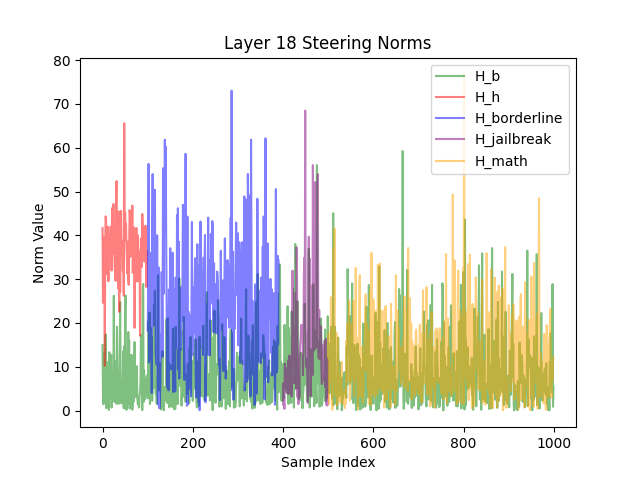 Layer 18 Steering Norms
80
70
60
50
40
30
20
10
0
Norm Value
H_b
H_h
H_borderline
H_jailbreak
H_math
0
200
400
600
800
1000
Sample Index